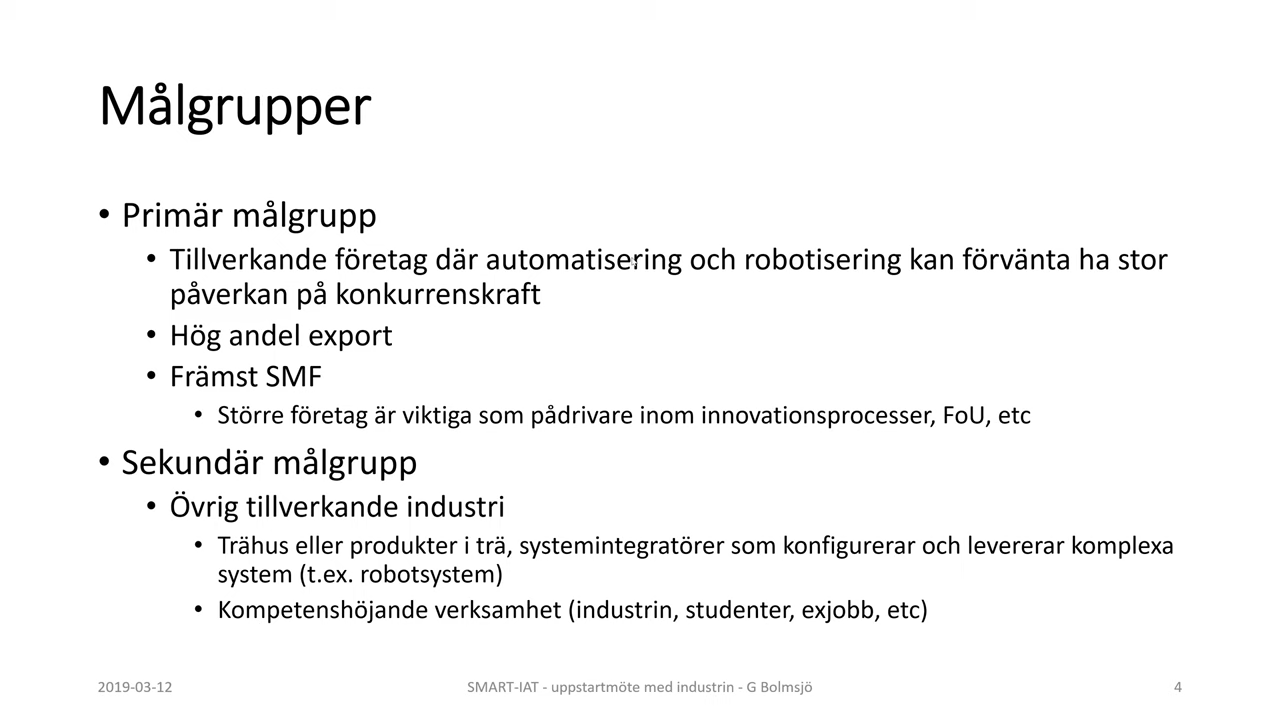 Målgrupper
• Primär målgrupp
• Tillverkande företag där automatisering och robotisering kan förvänta ha stor
påverkan på konkurrenskraft
• Hög andel export
• Främst SMF
• Större företag är viktiga som pådrivare inom innovationsprocesser, FoU, etc
• Sekundär målgrupp
• Övrig tillverkande industri
• Trähus eller produkter i trä, systemintegratörer som konfigurerar och levererar komplexa
system (t.ex. robotsystem)
• Kompetenshöjande verksamhet (industrin, studenter, exjobb, etc)
2019-03-12
SMART-IAT - uppstartmöte med industrin - G Bolmsjö
4